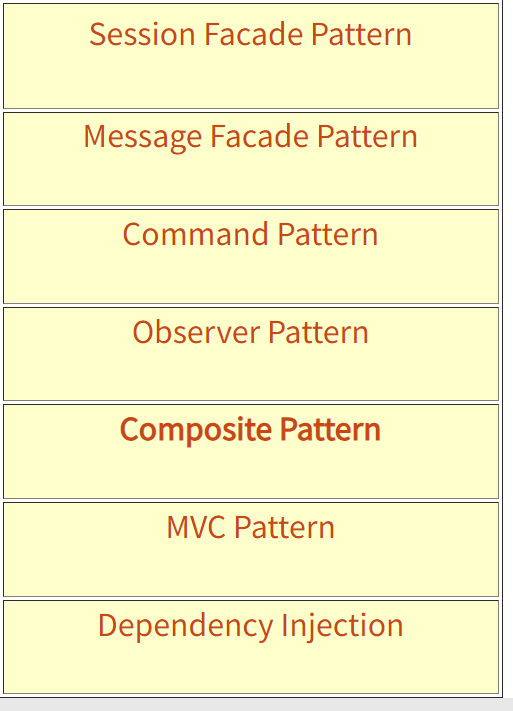 Session Facade Pattern
Message Facade Pattern
Command Pattern
Observer Pattern
Composite Pattern
MVC Pattern
Dependency Injection